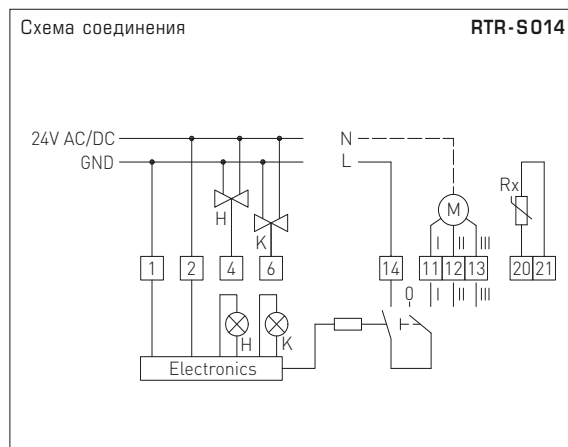 Схема соединения RTR-S014
24V AC/DC N
GND L
Rx
H M
K I II III
1 2 4 6 14 11 12 13 20 21
0 I II III
H K
Electronics